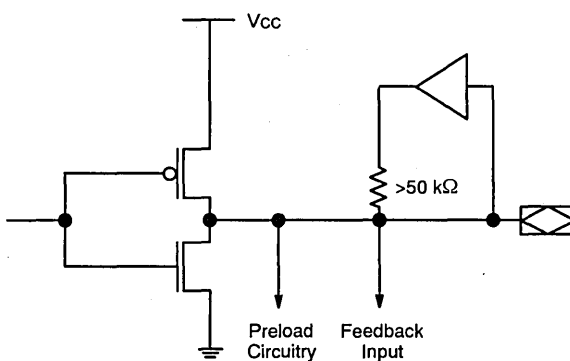 Vcc
>50 kΩ
Preload
Circuitry
Feedback
Input